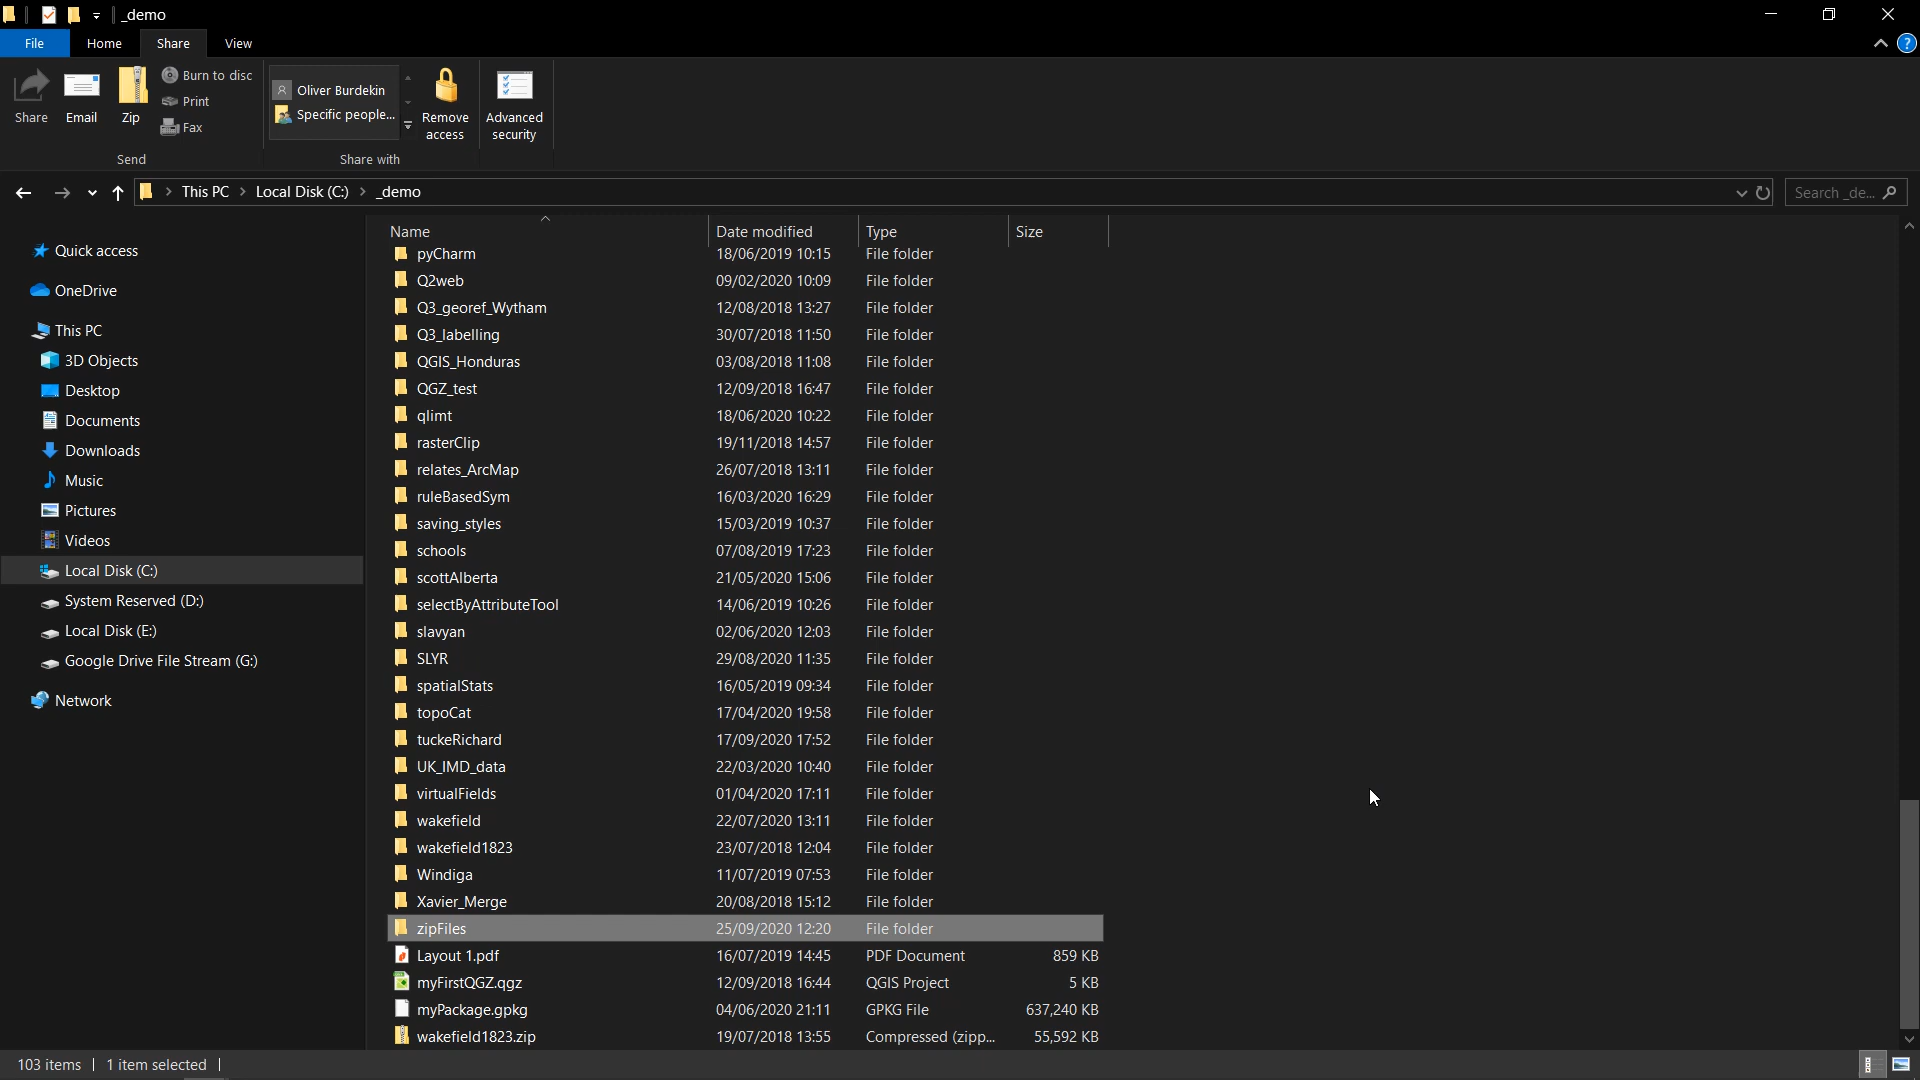 _demo
File Home Share View
Share
Email
Zip
Burn to disc
Print
Fax
Send
Oliver Burdekin
Specific people...
Share with
Remove access
Advanced security
This PC Local Disk (C:) _demo
Search _de...
Quick access
OneDrive
This PC
3D Objects
Desktop
Documents
Downloads
Music
Pictures
Videos
Local Disk (C:)
System Reserved (D:)
Local Disk (E:)
Google Drive File Stream (G:)
Network
Name Date modified Type Size
pyCharm 18/06/2019 10:15 File folder
Q2web 09/02/2020 10:09 File folder
Q3_georef_Wytham 12/08/2018 13:27 File folder
Q3_labelling 30/07/2018 11:50 File folder
QGIS_Honduras 03/08/2018 11:08 File folder
QGZ_test 12/09/2018 16:47 File folder
qlimt 18/06/2020 10:22 File folder
rasterClip 19/11/2018 14:57 File folder
relates_ArcMap 26/07/2018 13:11 File folder
ruleBasedSym 16/03/2020 16:29 File folder
saving_styles 15/03/2019 10:37 File folder
schools 07/08/2019 17:23 File folder
scottAlberta 21/05/2020 15:06 File folder
selectByAttributeTool 14/06/2019 10:26 File folder
slavyan 02/06/2020 12:03 File folder
SLYR 29/08/2020 11:35 File folder
spatialStats 16/05/2019 09:34 File folder
topoCat 17/04/2020 19:58 File folder
tuckeRichard 17/09/2020 17:52 File folder
UK_IMD_data 22/03/2020 10:40 File folder
virtualFields 01/04/2020 17:11 File folder
wakefield 22/07/2020 13:11 File folder
wakefield1823 23/07/2018 12:04 File folder
Windiga 11/07/2019 07:53 File folder
Xavier_Merge 20/08/2018 15:12 File folder
zipFiles 25/09/2020 12:20 File folder
Layout 1.pdf 16/07/2019 14:45 PDF Document 859 KB
myFirstQGZ.qgz 12/09/2018 16:44 QGIS Project 5 KB
myPackage.gpkg 04/06/2020 21:11 GPKG File 637,240 KB
wakefield1823.zip 19/07/2018 13:55 Compressed (zipp... 55,592 KB
103 items 1 item selected